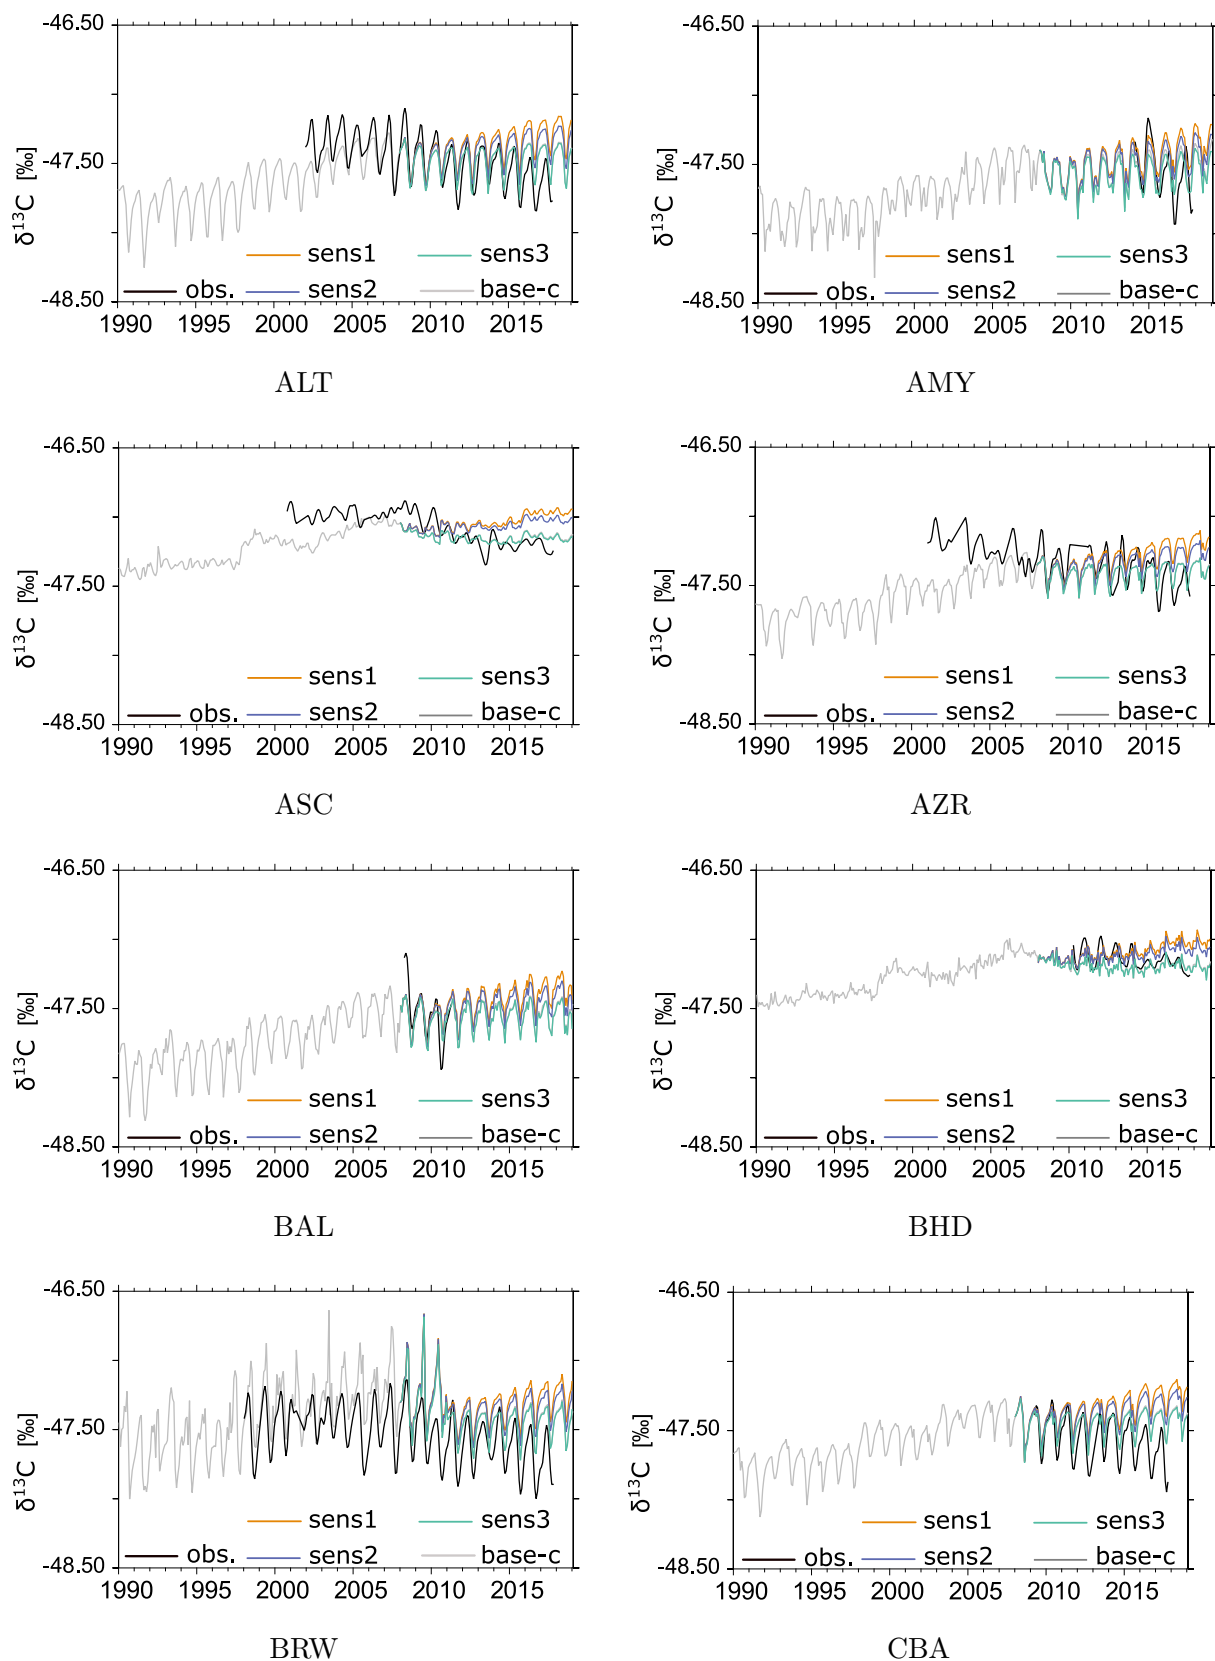 -46.50
-47.50
-48.50
δ¹³C [‰]
sens1
sens3
obs.
sens2
base-c
1990 1995 2000 2005 2010 2015
ALT
-46.50
-47.50
-48.50
δ¹³C [‰]
sens1
sens3
obs.
sens2
base-c
1990 1995 2000 2005 2010 2015
AMY
-46.50
-47.50
-48.50
δ¹³C [‰]
sens1
sens3
obs.
sens2
base-c
1990 1995 2000 2005 2010 2015
ASC
-46.50
-47.50
-48.50
δ¹³C [‰]
sens1
sens3
obs.
sens2
base-c
1990 1995 2000 2005 2010 2015
AZR
-46.50
-47.50
-48.50
δ¹³C [‰]
sens1
sens3
obs.
sens2
base-c
1990 1995 2000 2005 2010 2015
BAL
-46.50
-47.50
-48.50
δ¹³C [‰]
sens1
sens3
obs.
sens2
base-c
1990 1995 2000 2005 2010 2015
BHD
-46.50
-47.50
-48.50
δ¹³C [‰]
sens1
sens3
obs.
sens2
base-c
1990 1995 2000 2005 2010 2015
BRW
-46.50
-47.50
-48.50
δ¹³C [‰]
sens1
sens3
obs.
sens2
base-c
1990 1995 2000 2005 2010 2015
CBA